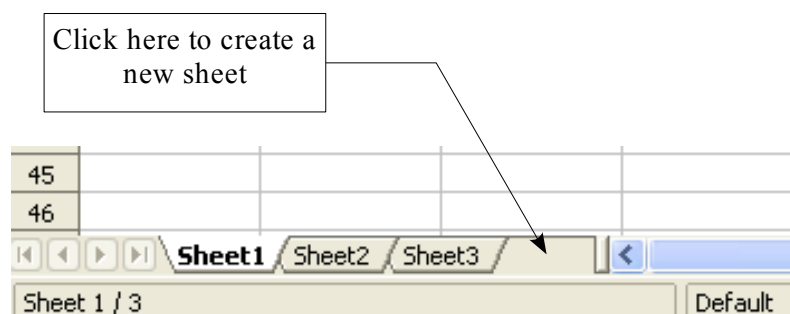 Click here to create a
new sheet
45
46
Sheet1 Sheet2 Sheet3
Sheet 1 / 3 Default